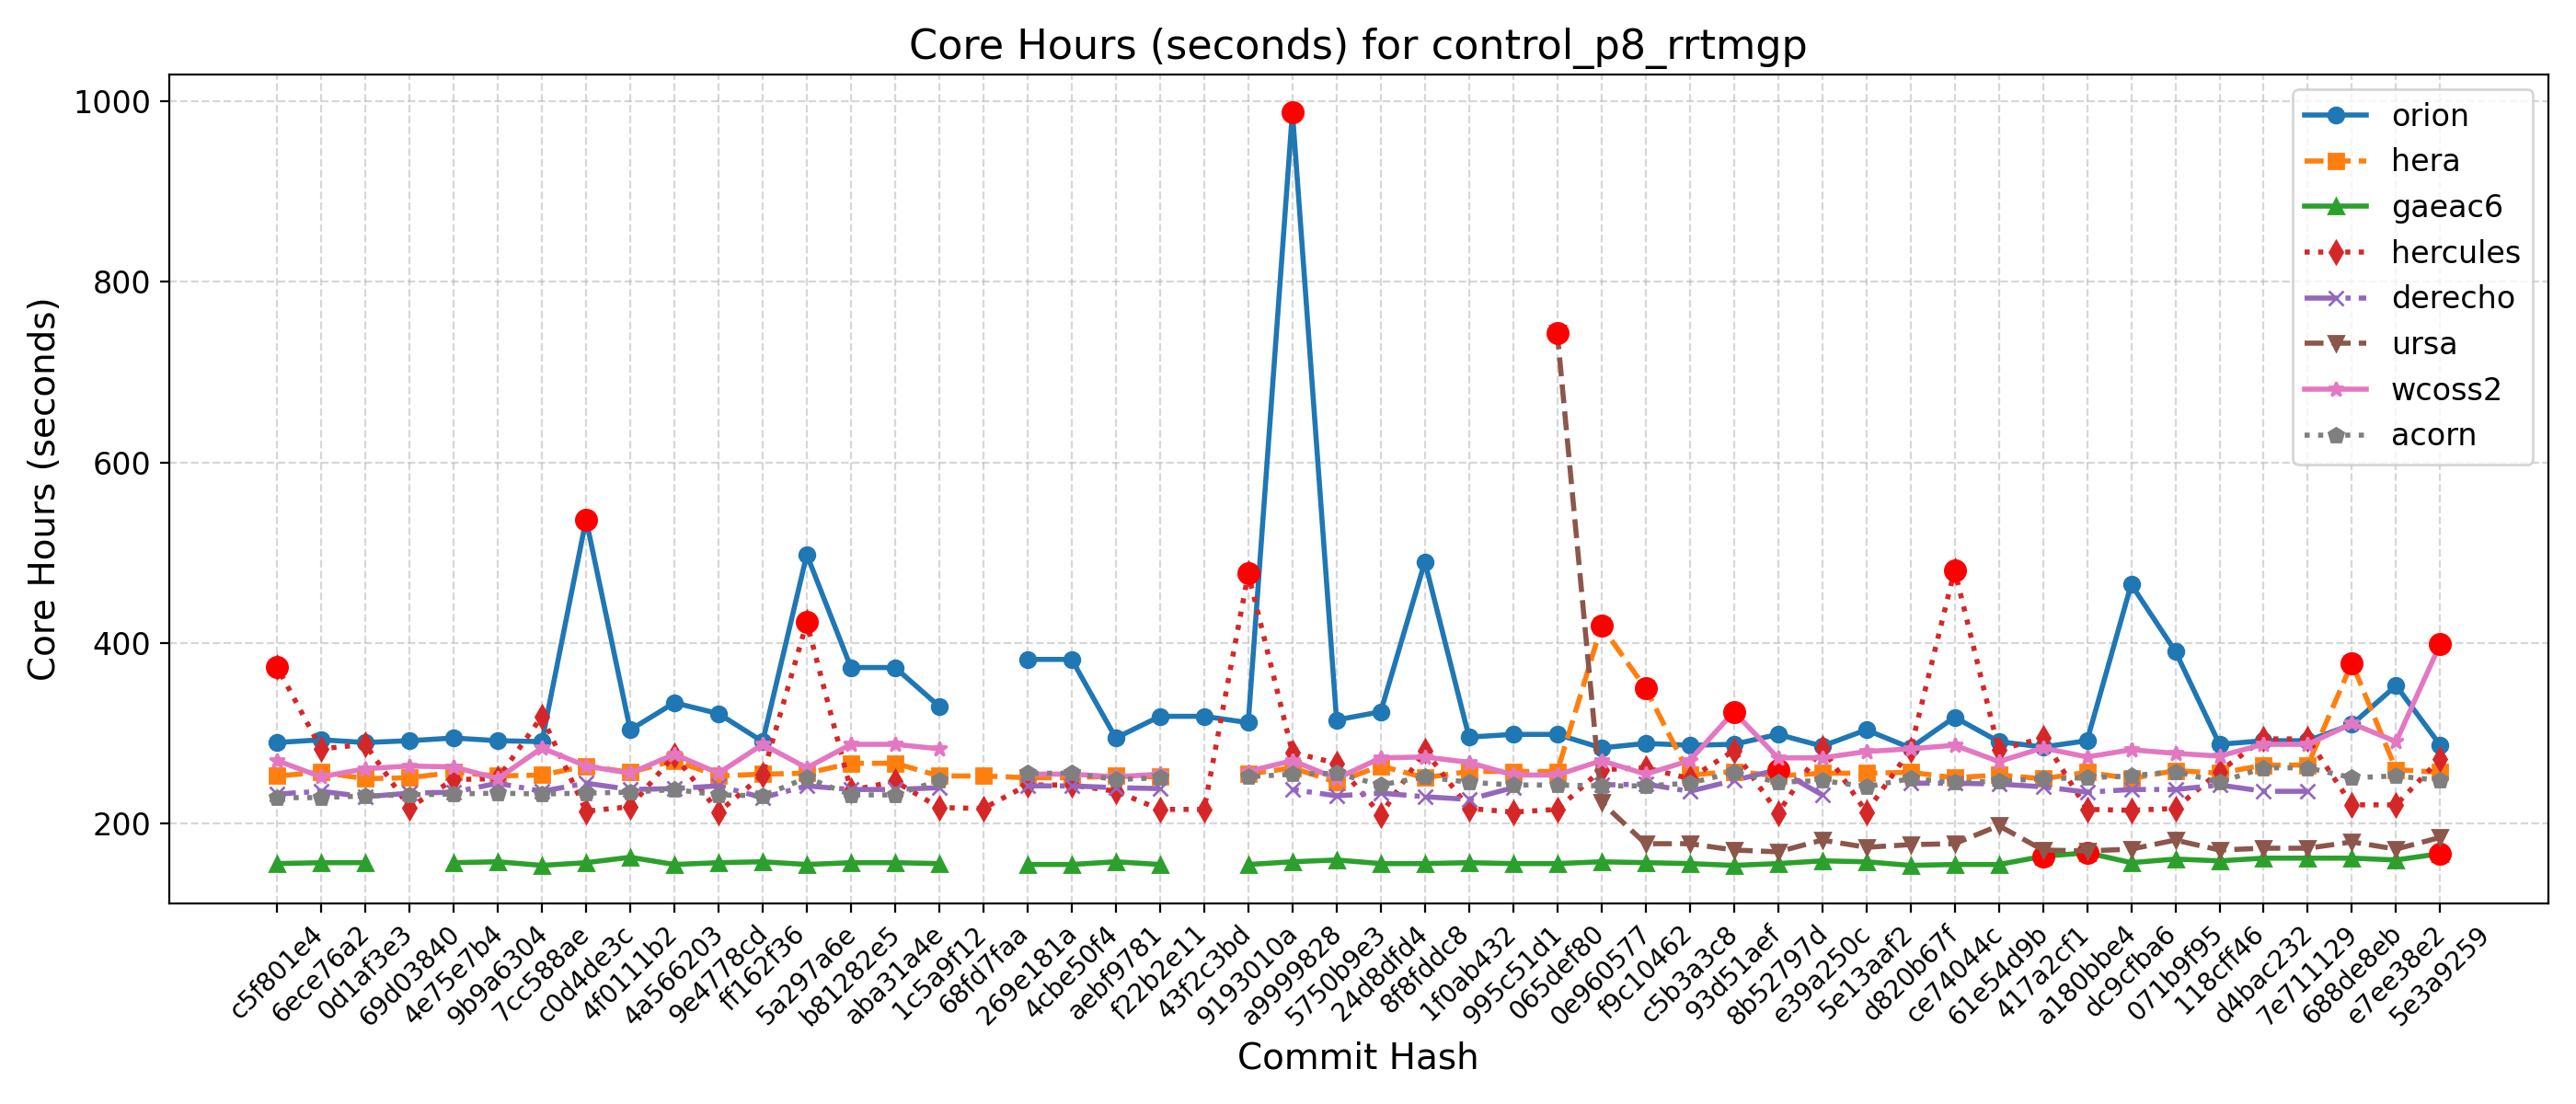 Core Hours (seconds) for control_p8_rrtmgp
Core Hours (seconds)
1000
800
600
400
200
orion
hera
gaeac6
hercules
derecho
ursa
wcoss2
acorn
c5f801e4
6ece76a2
0d1af3e3
69d03840
4e75e7b4
9b9a6304
7cc588ae
c0d4de3c
4f0111b2
4a566203
9e4778cd
ff162f36
5a297a6e
b81282e5
aba31a4e
1c5a9f12
68fd7faa
269e181a
4cbe50f4
aebf9781
f22b2e11
43f2c3bd
9193010a
a9999828
5750b9e3
24d8dfd4
8f8fddc8
1f0ab432
995c51d1
065def80
0e960577
f9c10462
c5b3a3c8
93d51aef
8b52797d
e39a250c
5e13aaf2
d820b67f
ce74044c
61e54d9b
417a2cf1
a180bbe4
dc9cfba6
071b9f95
118cff46
d4bac232
7e711129
688de8eb
e7ee38e2
5e3a9259
Commit Hash